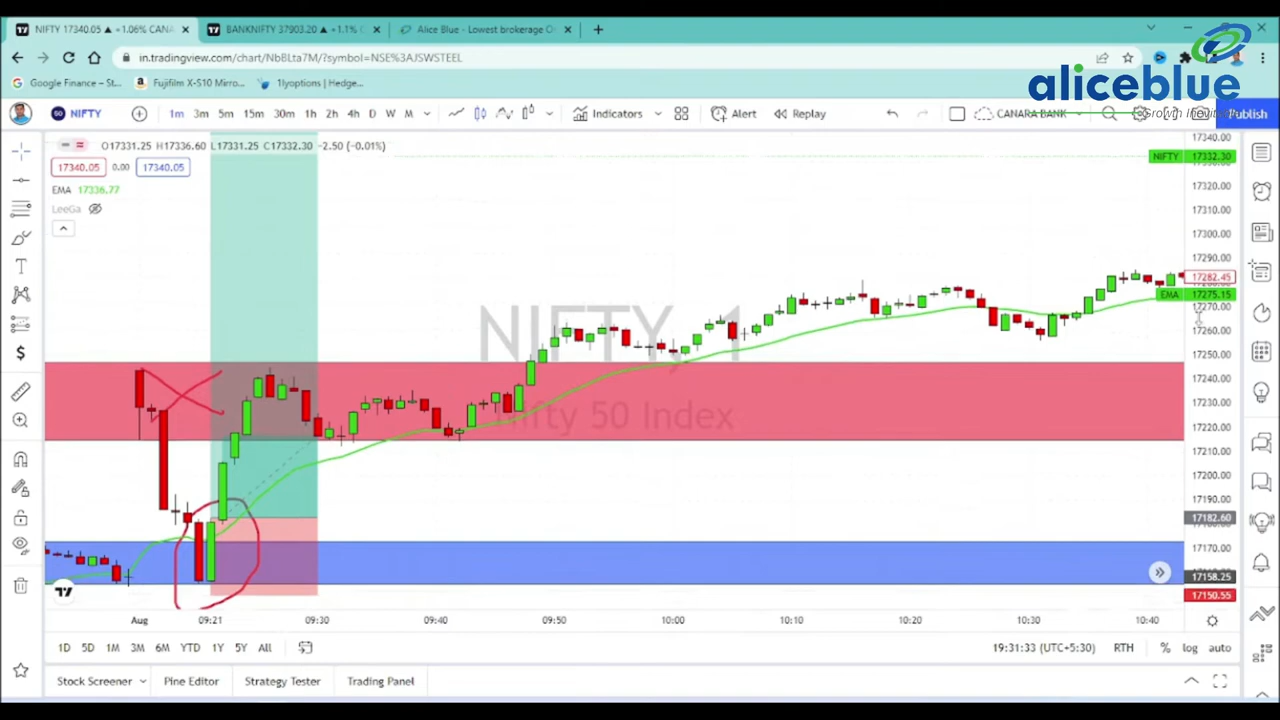 NIFTY 17340.05 ▲ +1.06% CANA
BANKNIFTY 37903.20 ▲ +1.1% C
Alice Blue - Lowest brokerage O
in.tradingview.com/chart/NbBLta7M/?symbol=NSE%3AJSWSTEEL
Google Finance – St...
Fujifilm X-S10 Mirro...
1lyoptions | Hedge...
aliceblue
NIFTY
1m 3m 5m 15m 30m 1h 2h 4h D W M
Indicators
Alert
Replay
CANARA BANK
Publish
O17331.25 H17336.60 L17331.25 C17332.30 −2.50 (−0.01%)
17340.05 0.00 17340.05
EMA 17336.77
LeeGa
NIFTY, 1
Nifty 50 Index
17340.00
NIFTY 17332.30
17320.00
17310.00
17300.00
17290.00
17282.45
EMA 17275.15
17270.00
17260.00
17250.00
17240.00
17230.00
17220.00
17210.00
17200.00
17190.00
17182.60
17170.00
17158.25
17150.55
Aug 09:21 09:30 09:40 09:50 10:00 10:10 10:20 10:30 10:40
1D 5D 1M 3M 6M YTD 1Y 5Y All
19:31:33 (UTC+5:30) RTH % log auto
Stock Screener Pine Editor Strategy Tester Trading Panel